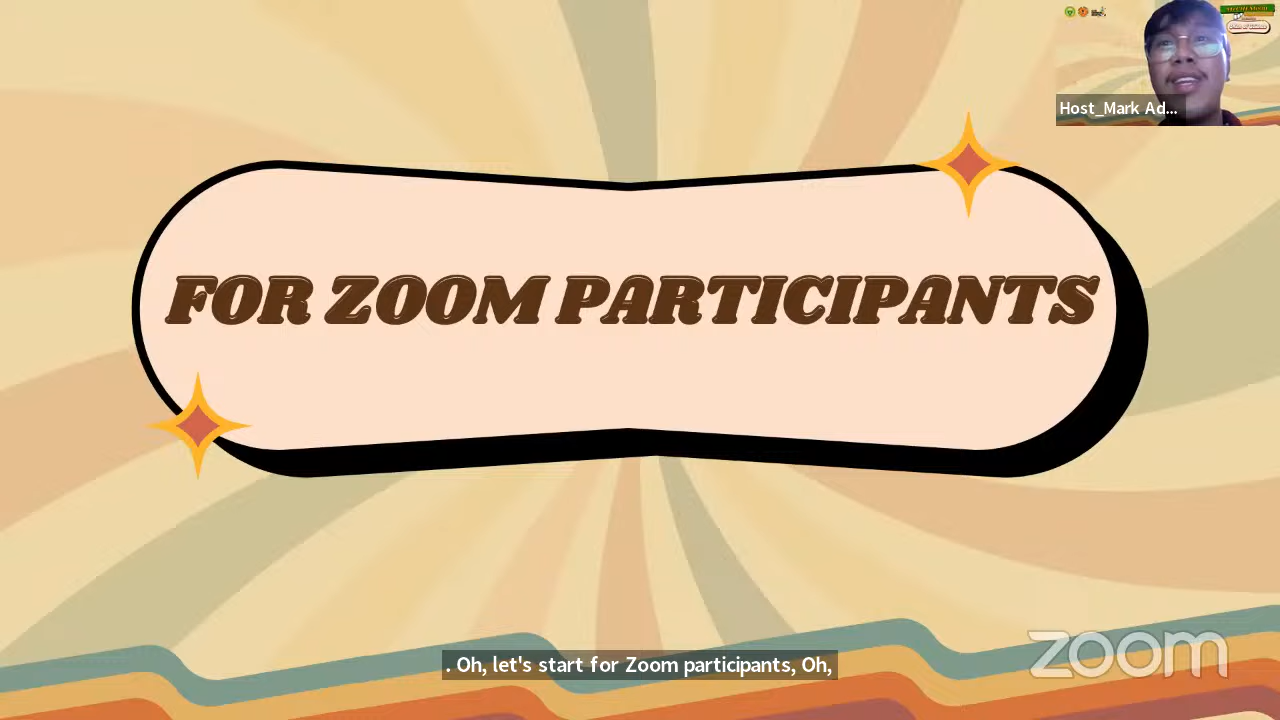 Host_Mark Ad...
FOR ZOOM PARTICIPANTS
. Oh, let's start for Zoom participants, Oh,
zoom